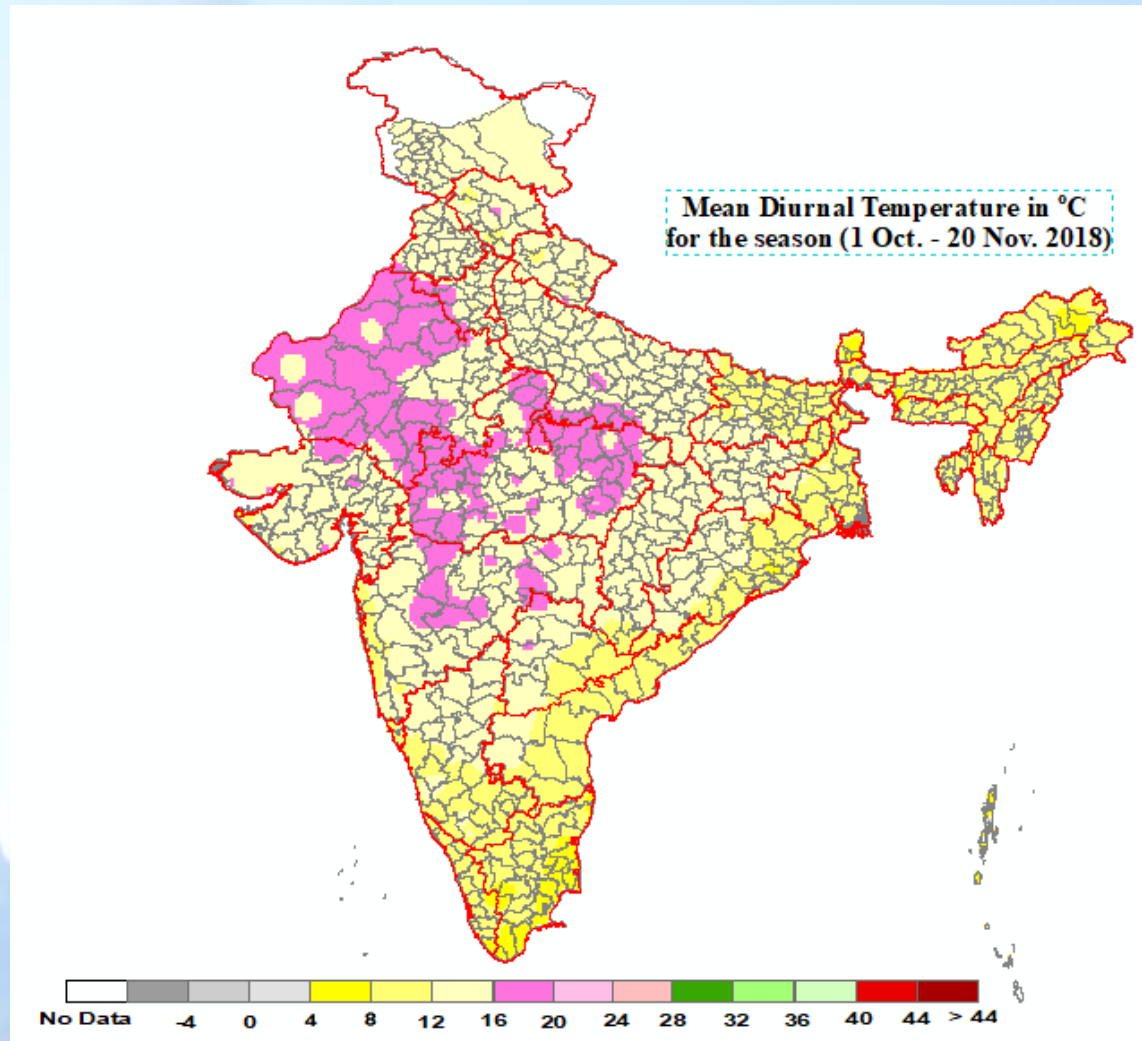 Mean Diurnal Temperature in °C
for the season (1 Oct. - 20 Nov. 2018)
No Data -4 0 4 8 12 16 20 24 28 32 36 40 44 > 44